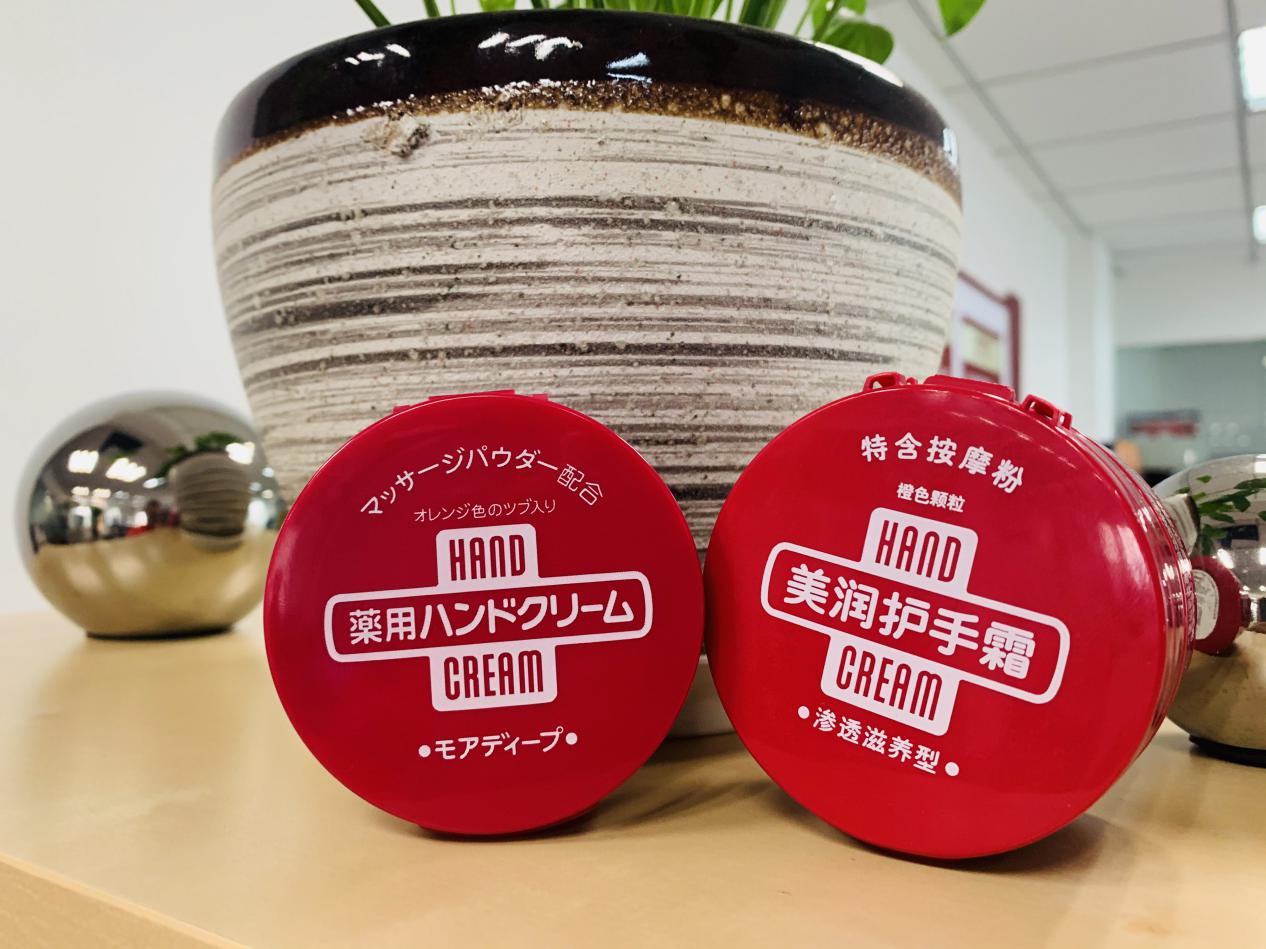 マッサージパウダー配合
オレンジ色のツブ入り
HAND
薬用ハンドクリーム
CREAM
•モアディープ•
特含按摩粉
橙色颗粒
HAND
美润护手霜
CREAM
•渗透滋养型•